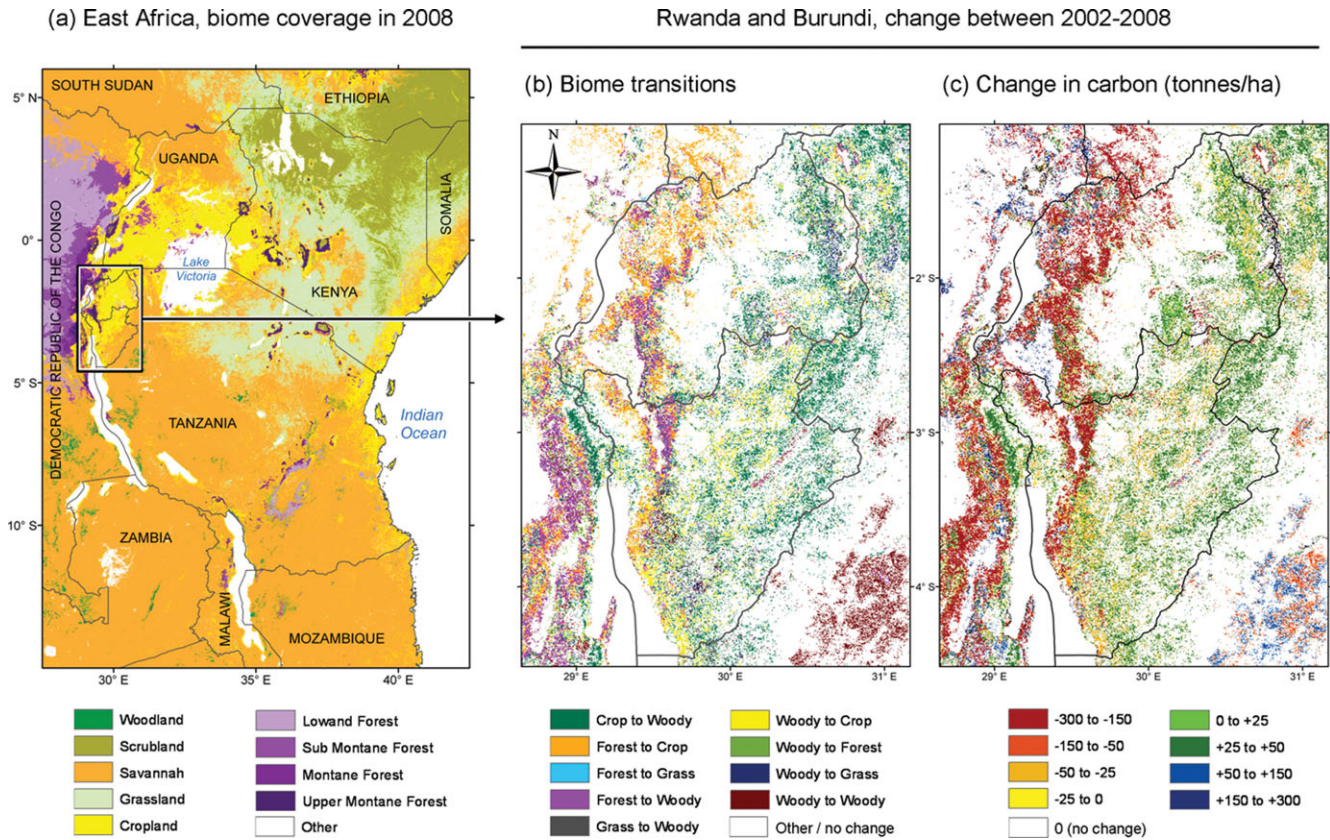 (a) East Africa, biome coverage in 2008
Rwanda and Burundi, change between 2002-2008
(b) Biome transitions
(c) Change in carbon (tonnes/ha)
SOUTH SUDAN
5° N
ETHIOPIA
UGANDA
SOMALIA
0°
DEMOCRATIC REPUBLIC OF THE CONGO
Lake
Victoria
KENYA
5° S
TANZANIA
Indian
Ocean
10° S
ZAMBIA
MALAWI
MOZAMBIQUE
30° E
35° E
40° E
N
2° S
3° S
4° S
29° E
30° E
31° E
29° E
30° E
31° E
Woodland
Scrubland
Savannah
Grassland
Cropland
Lowand Forest
Sub Montane Forest
Montane Forest
Upper Montane Forest
Other
Crop to Woody
Forest to Crop
Forest to Grass
Forest to Woody
Grass to Woody
Woody to Crop
Woody to Forest
Woody to Grass
Woody to Woody
Other / no change
-300 to -150
-150 to -50
-50 to -25
-25 to 0
0 (no change)
0 to +25
+25 to +50
+50 to +150
+150 to +300